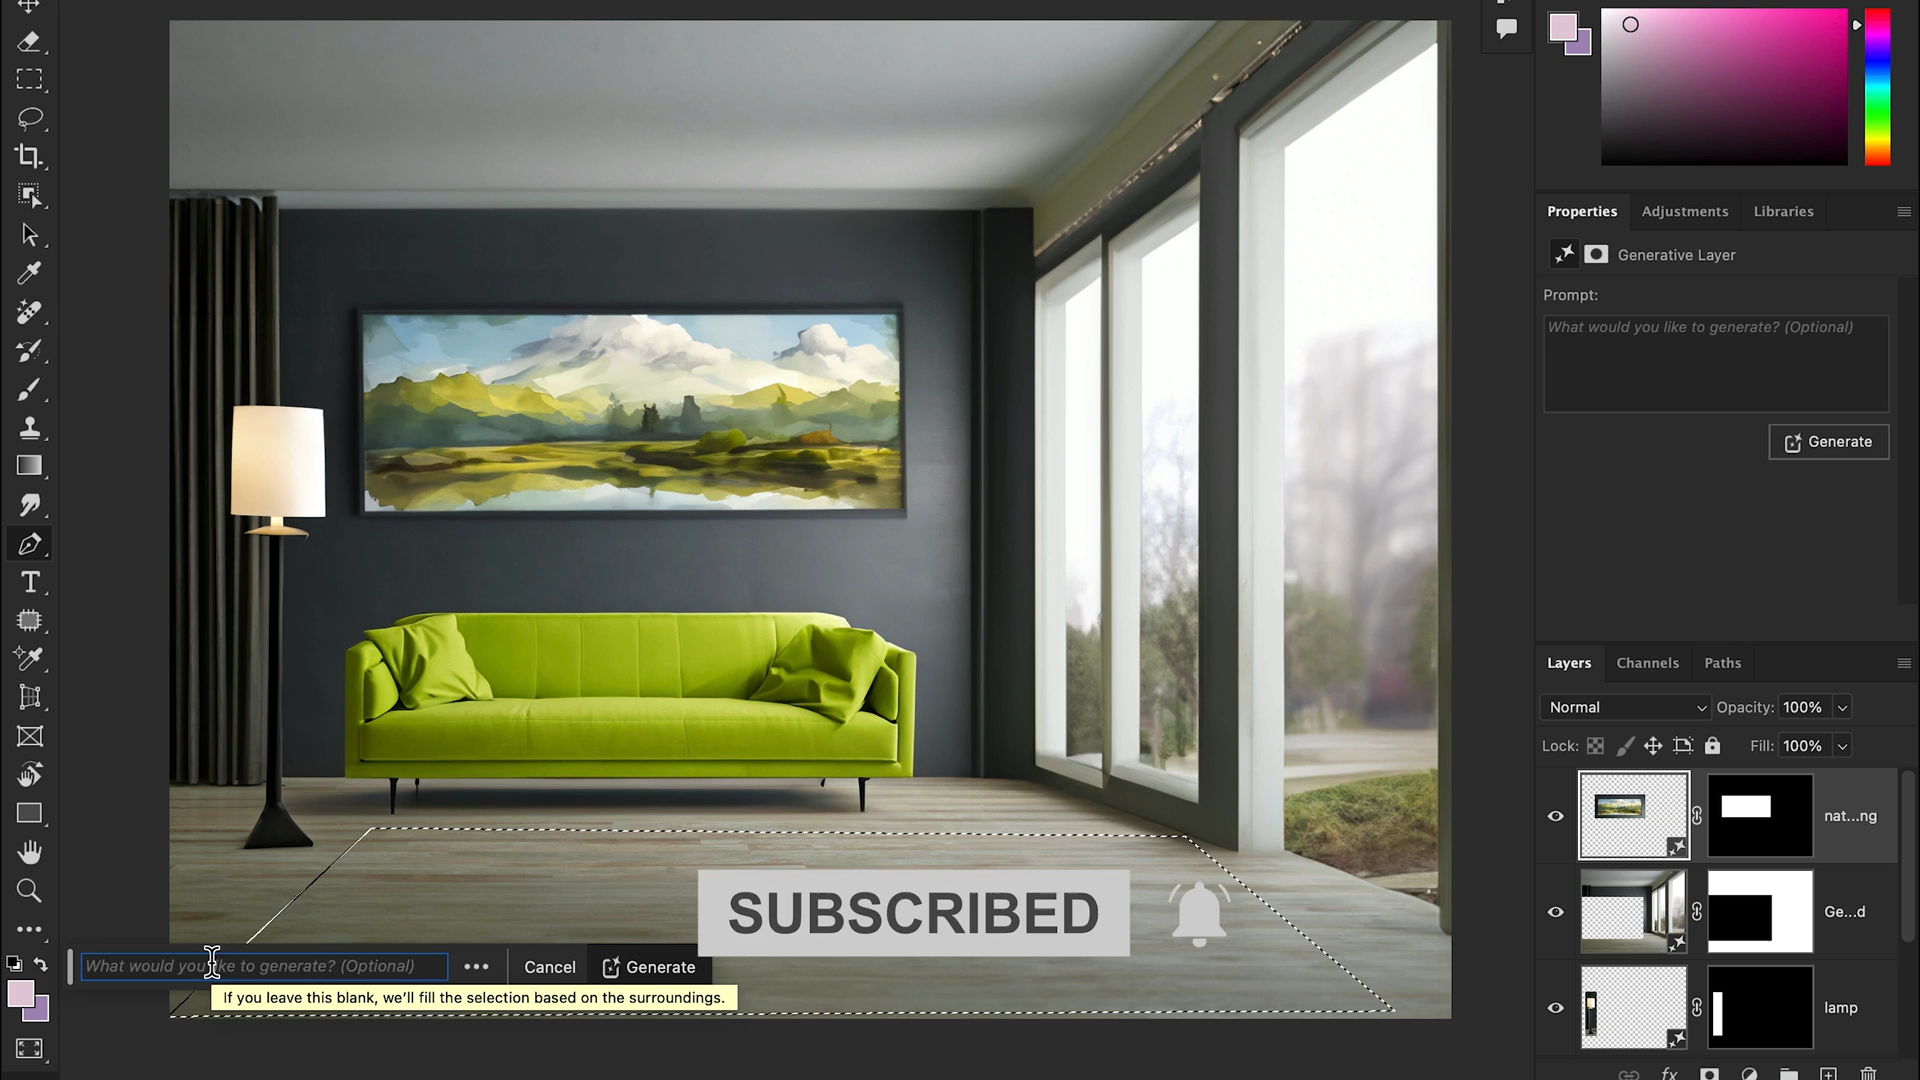 Properties
Adjustments
Libraries
Generative Layer
Prompt:
What would you like to generate? (Optional)
Generate
Layers
Channels
Paths
Normal
Opacity:
100%
Lock:
Fill:
100%
nat...ng
Ge...d
lamp
fx
T
SUBSCRIBED
What would you like to generate? (Optional)
Cancel
Generate
If you leave this blank, we'll fill the selection based on the surroundings.